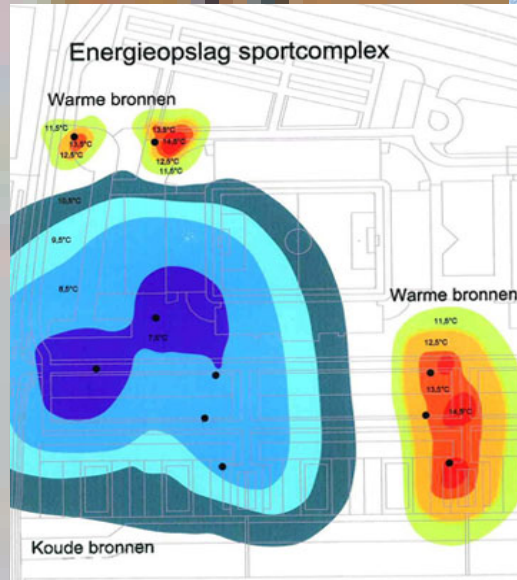 Energieopslag sportcomplex
Warme bronnen
11,5°C
13,5°C
12,5°C
13,5°C
14,5°C
12,5°C
11,5°C
10,5°C
9,5°C
8,5°C
7,5°C
Warme bronnen
11,5°C
12,5°C
13,5°C
14,5°C
Koude bronnen